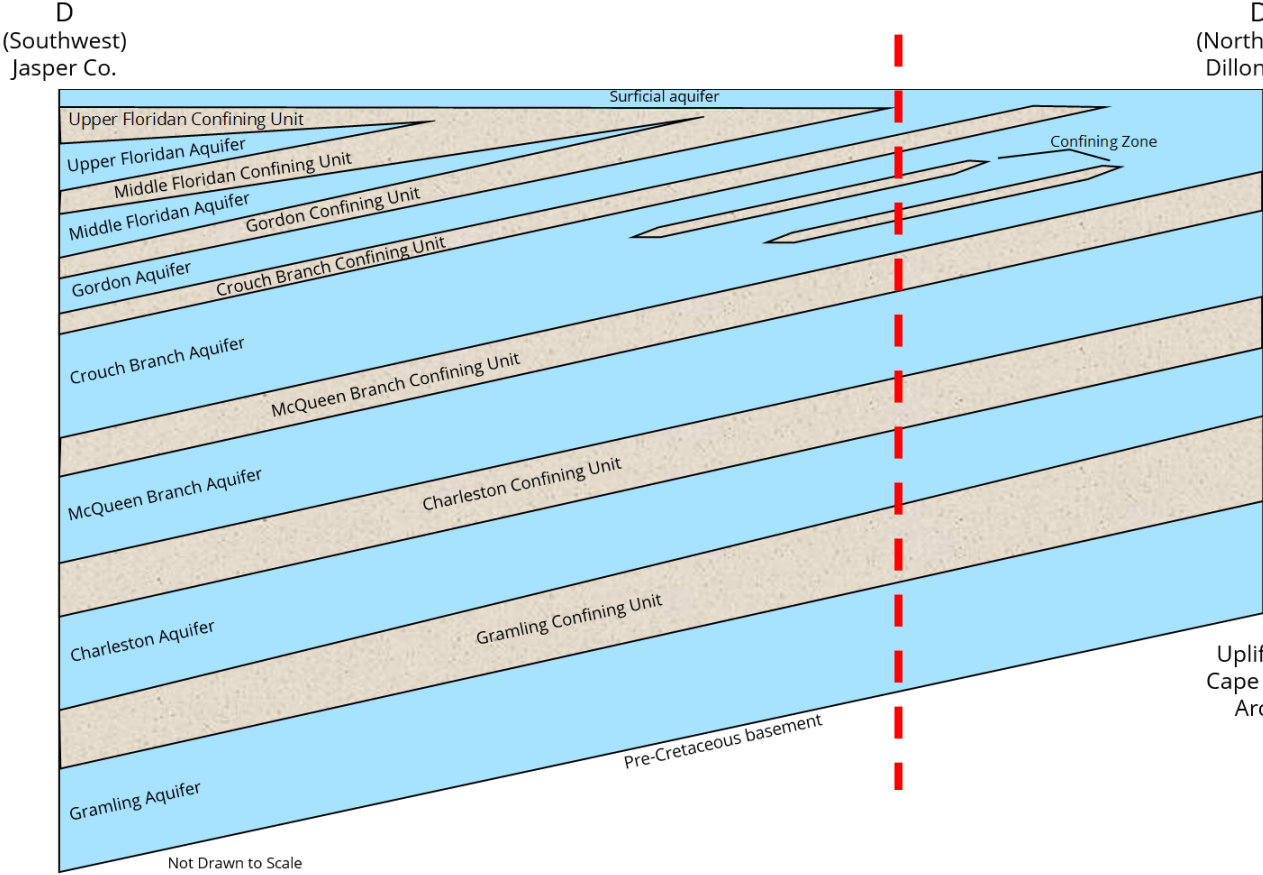 D
(Southwest)
Jasper Co.
D
(North
Dillon
Surficial aquifer
Upper Floridan Confining Unit
Confining Zone
Upper Floridan Aquifer
Middle Floridan Confining Unit
Middle Floridan Aquifer
Gordon Confining Unit
Gordon Aquifer
Crouch Branch Confining Unit
Crouch Branch Aquifer
McQueen Branch Confining Unit
McQueen Branch Aquifer
Charleston Confining Unit
Charleston Aquifer
Gramling Confining Unit
Gramling Aquifer
Pre-Cretaceous basement
Uplif
Cape
Arc
Not Drawn to Scale